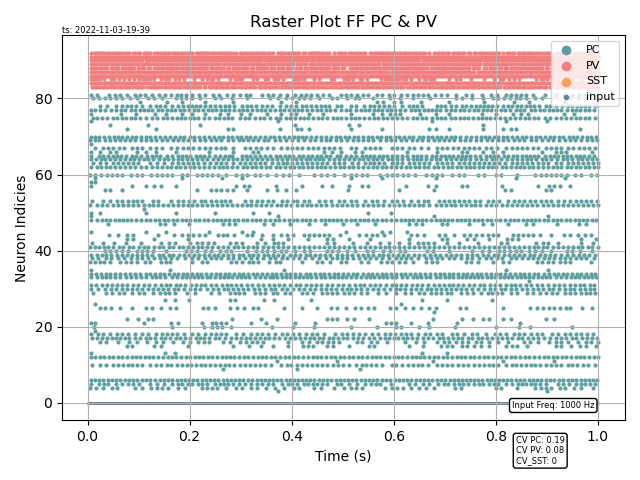 Raster Plot FF PC & PV
ts: 2022-11-03-19-39
PC
PV
SST
input
80
60
40
20
0
Neuron Indicies
Input Freq: 1000 Hz
0.0 0.2 0.4 0.6 0.8 1.0
Time (s)
CV PC: 0.19
CV PV: 0.08
CV_SST: 0